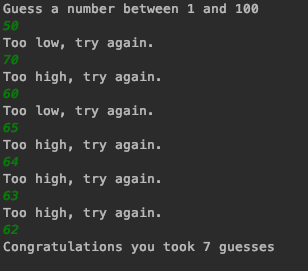 Guess a number between 1 and 100
50
Too low, try again.
70
Too high, try again.
60
Too low, try again.
65
Too high, try again.
64
Too high, try again.
63
Too high, try again.
62
Congratulations you took 7 guesses